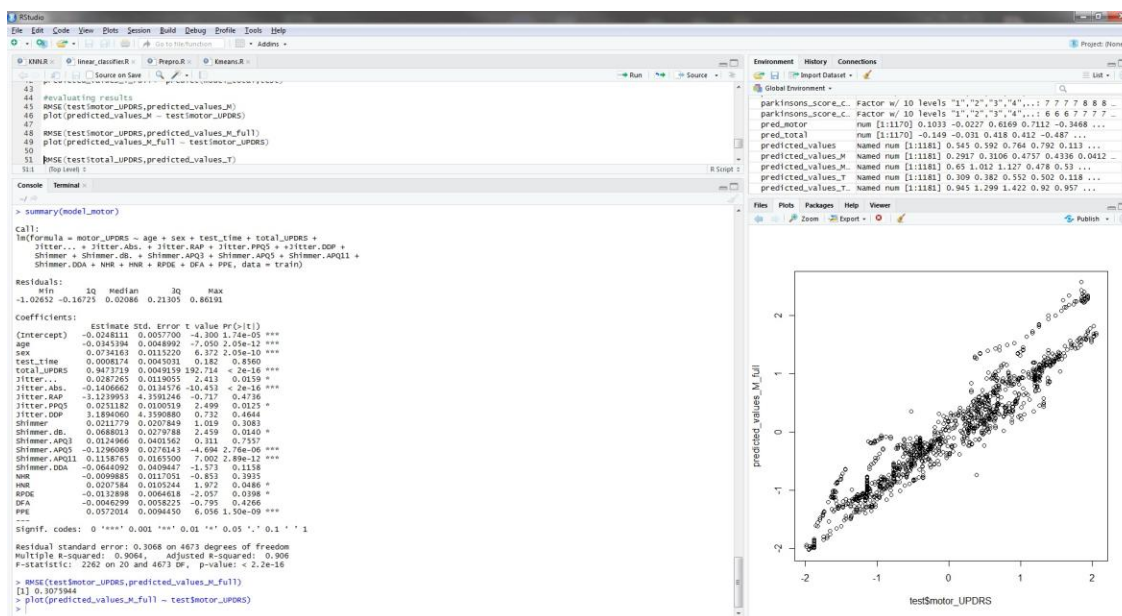 RStudio
File Edit Code View Plots Session Build Debug Profile Tools Help
Go to file/function Addins
Project: (None
KNN.R linear_classifier.R Prepro.R Kmeans.R
Source on Save Run Source
43
44 #evaluating results
45 RMSE(test$motor_UPDRS,predicted_values_M)
46 plot(predicted_values_M ~ test$motor_UPDRS)
47
48 RMSE(test$motor_UPDRS,predicted_values_M_full)
49 plot(predicted_values_M_full ~ test$motor_UPDRS)
50
51 RMSE(test$total_UPDRS,predicted_values_T)
51:1 (Top Level) R Script
Console Terminal
~/
> summary(model_motor)
Call:
lm(formula = motor_UPDRS ~ age + sex + test_time + total_UPDRS +
Jitter... + Jitter.Abs. + Jitter.RAP + Jitter.PPQ5 + +Jitter.DDP +
Shimmer + Shimmer.dB. + Shimmer.APQ3 + Shimmer.APQ5 + Shimmer.APQ11 +
Shimmer.DDA + NHR + HNR + RPDE + DFA + PPE, data = train)
Residuals:
Min 1Q Median 3Q Max
-1.02652 -0.16725 0.02086 0.21305 0.86191
Coefficients:
Estimate Std. Error t value Pr(>|t|)
(Intercept) -0.0248111 0.0057700 -4.300 1.74e-05 ***
age -0.0345394 0.0048992 -7.050 2.05e-12 ***
sex 0.0734163 0.0115220 6.372 2.05e-10 ***
test_time 0.0008174 0.0045031 0.182 0.8560
total_UPDRS 0.9473719 0.0049159 192.714 < 2e-16 ***
Jitter... 0.0287265 0.0119055 2.413 0.0159 *
Jitter.Abs. -0.1406662 0.0134576 -10.453 < 2e-16 ***
Jitter.RAP -3.1239953 4.3591246 -0.717 0.4736
Jitter.PPQ5 0.0251182 0.0100519 2.499 0.0125 *
Jitter.DDP 3.1894060 4.3590880 0.732 0.4644
Shimmer 0.0211779 0.0207849 1.019 0.3083
Shimmer.dB. 0.0688013 0.0279788 2.459 0.0140 *
Shimmer.APQ3 0.0124966 0.0401562 0.311 0.7557
Shimmer.APQ5 -0.1296089 0.0276143 -4.694 2.76e-06 ***
Shimmer.APQ11 0.1158765 0.0165500 7.002 2.89e-12 ***
Shimmer.DDA -0.0644092 0.0409447 -1.573 0.1158
NHR -0.0099885 0.0117051 -0.853 0.3935
HNR 0.0207584 0.0105244 1.972 0.0486 *
RPDE -0.0132898 0.0064618 -2.057 0.0398 *
DFA -0.0046299 0.0058225 -0.795 0.4266
PPE 0.0572014 0.0094450 6.056 1.50e-09 ***
---
Signif. codes: 0 '***' 0.001 '**' 0.01 '*' 0.05 '.' 0.1 ' ' 1
Residual standard error: 0.3068 on 4673 degrees of freedom
Multiple R-squared: 0.9064, Adjusted R-squared: 0.906
F-statistic: 2262 on 20 and 4673 DF, p-value: < 2.2e-16
> RMSE(test$motor_UPDRS,predicted_values_M_full)
[1] 0.3075944
> plot(predicted_values_M_full ~ test$motor_UPDRS)
>
Environment History Connections
Import Dataset List
Global Environment
parkinsons_score_c… Factor w/ 10 levels "1","2","3","4",..: 7 7 7 7 8 8 8 …
parkinsons_score_c… Factor w/ 10 levels "1","2","3","4",..: 6 6 6 7 7 7 7 …
pred_motor num [1:1170] 0.1033 -0.0227 0.6169 0.7112 -0.3468 ...
pred_total num [1:1170] -0.149 -0.031 0.418 0.412 -0.487 ...
predicted_values Named num [1:1181] 0.545 0.592 0.764 0.792 0.113 ...
predicted_values_M Named num [1:1181] 0.2917 0.3106 0.4757 0.4336 0.0412 ...
predicted_values_M… Named num [1:1181] 0.65 1.012 1.127 0.478 0.53 ...
predicted_values_T Named num [1:1181] 0.309 0.382 0.552 0.502 0.118 ...
predicted_values_T… Named num [1:1181] 0.945 1.299 1.422 0.92 0.957 ...
Files Plots Packages Help Viewer
Zoom Export Publish
predicted_values_M_full
2
1
0
-1
-2
-2 -1 0 1 2
test$motor_UPDRS